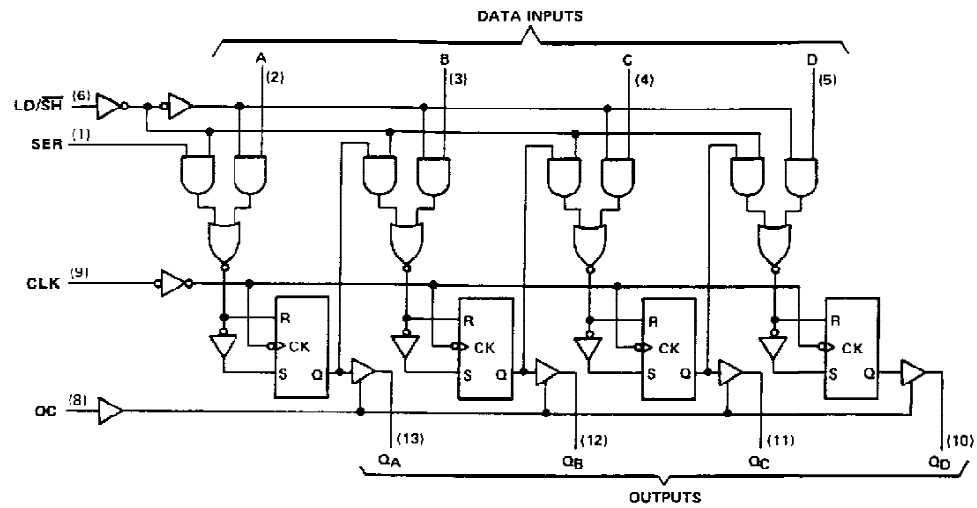 DATA INPUTS
A B C D
(2) (3) (4) (5)
LD/SH (6)
SER (1)
CLK (9)
R R R R
CK CK CK CK
S Q S Q S Q S Q
OC (8)
(13) (12) (11) (10)
QA QB QC QD
OUTPUTS